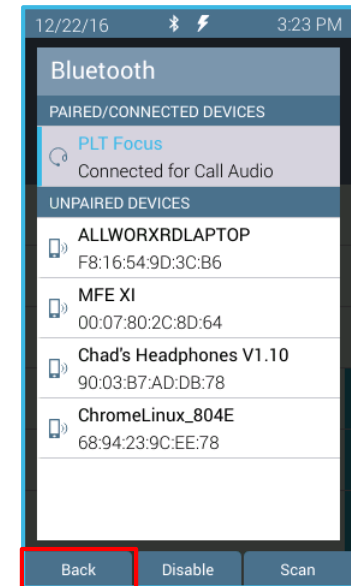 12/22/16 3:23 PM
Bluetooth
PAIRED/CONNECTED DEVICES
PLT Focus
Connected for Call Audio
UNPAIRED DEVICES
ALLWORXRDLAPTOP
F8:16:54:9D:3C:B6
MFE XI
00:07:80:2C:8D:64
Chad's Headphones V1.10
90:03:B7:AD:DB:78
ChromeLinux_804E
68:94:23:9C:EE:78
Back Disable Scan